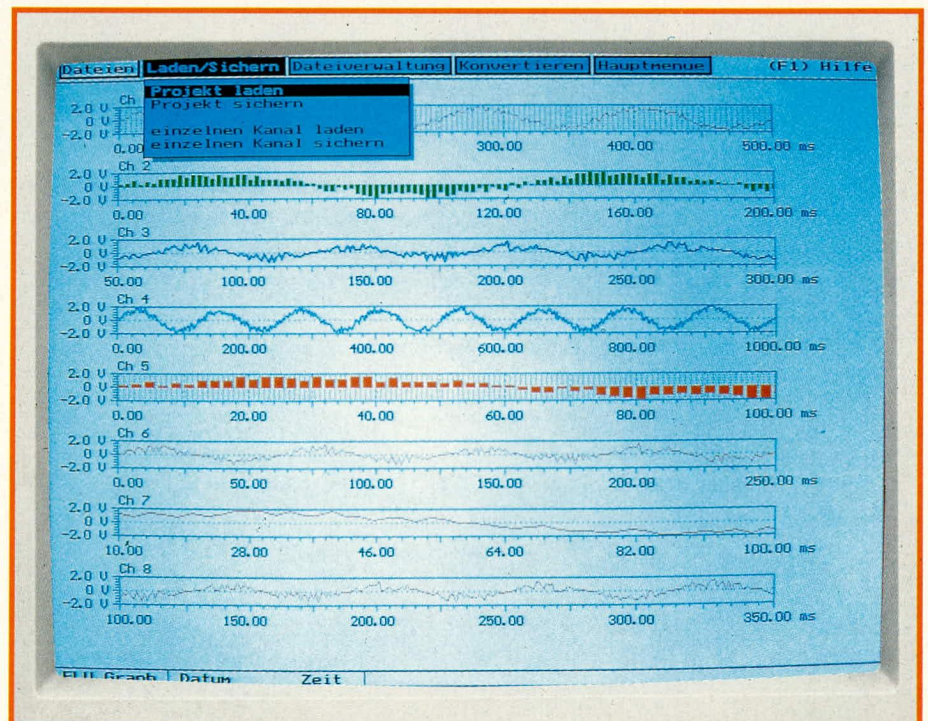 Dateien Laden/Sichern Dateiverwaltung Konvertieren Hauptmenue (F1) Hilfe
Projekt laden
Projekt sichern
einzelnen Kanal laden
einzelnen Kanal sichern
Ch
2.0 V
0 V
-2.0 V
0.00 300.00 400.00 500.00 ms
Ch 2
2.0 V
0 V
-2.0 V
0.00 40.00 80.00 120.00 160.00 200.00 ms
Ch 3
2.0 V
0 V
-2.0 V
50.00 100.00 150.00 200.00 250.00 300.00 ms
Ch 4
2.0 V
0 V
-2.0 V
0.00 200.00 400.00 600.00 800.00 1000.00 ms
Ch 5
2.0 V
0 V
-2.0 V
0.00 20.00 40.00 60.00 80.00 100.00 ms
Ch 6
2.0 V
0 V
-2.0 V
0.00 50.00 100.00 150.00 200.00 250.00 ms
Ch 7
2.0 V
0 V
-2.0 V
10.00 28.00 46.00 64.00 82.00 100.00 ms
Ch 8
2.0 V
0 V
-2.0 V
100.00 150.00 200.00 250.00 300.00 350.00 ms
Graph Datum Zeit